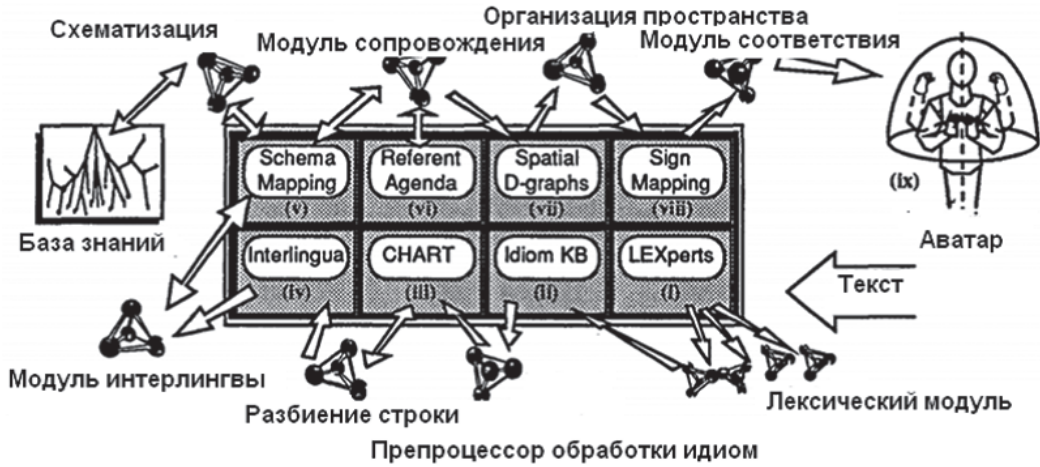 Организация пространства
Схематизация
Модуль сопровождения
Модуль соответствия
Schema
Mapping
(v)
Referent
Agenda
(vi)
Spatial
D-graphs
(vii)
Sign
Mapping
(viii)
(ix)
База знаний
Аватар
Interlingua
(iv)
CHART
(iii)
Idiom KB
(ii)
LEXperts
(i)
Текст
Модуль интерлингвы
Разбиение строки
Лексический модуль
Препроцессор обработки идиом